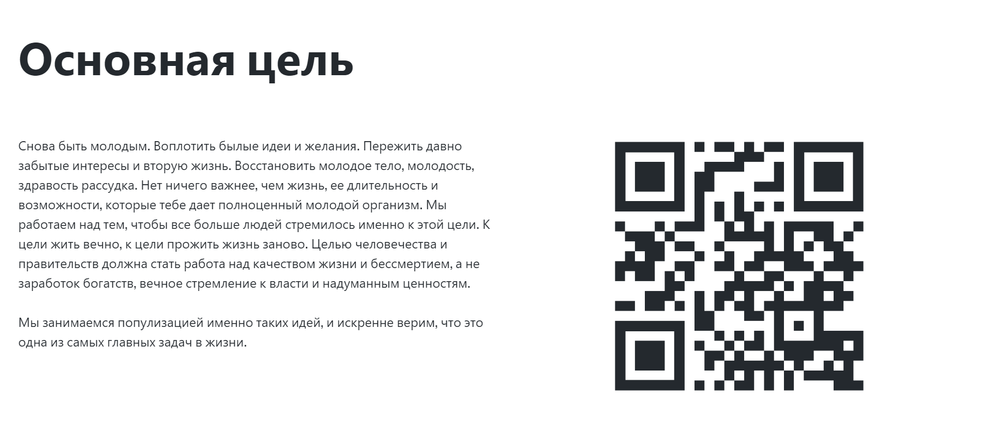 Основная цель
Снова быть молодым. Воплотить былые идеи и желания. Пережить давно
забытые интересы и вторую жизнь. Восстановить молодое тело, молодость,
здравость рассудка. Нет ничего важнее, чем жизнь, ее длительность и
возможности, которые тебе дает полноценный молодой организм. Мы
работаем над тем, чтобы все больше людей стремилось именно к этой цели. К
цели жить вечно, к цели прожить жизнь заново. Целью человечества и
правительств должна стать работа над качеством жизни и бессмертием, а не
заработок богатств, вечное стремление к власти и надуманным ценностям.
Мы занимаемся популизацией именно таких идей, и искренне верим, что это
одна из самых главных задач в жизни.